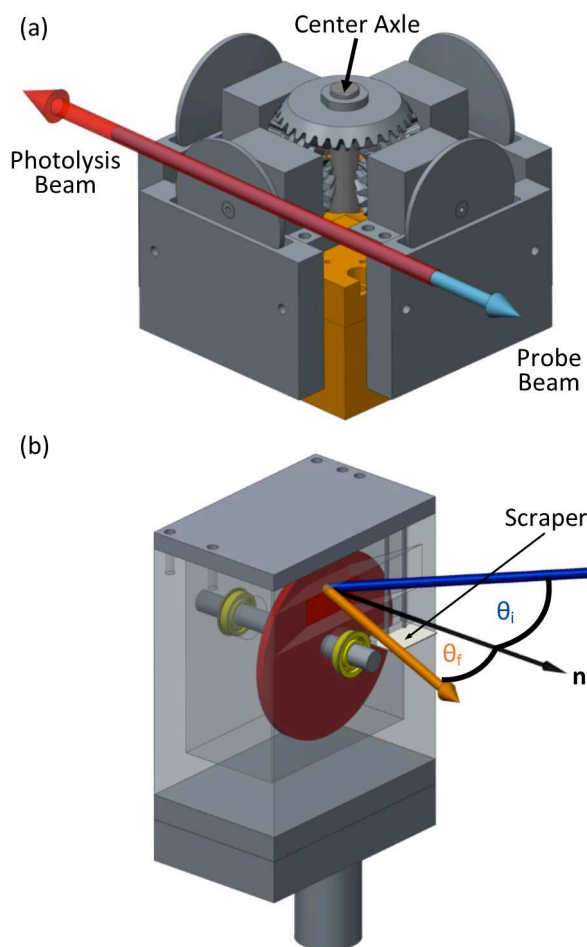 (a)
Center Axle
Photolysis
Beam
Probe
Beam
(b)
Scraper
θi
θf
n